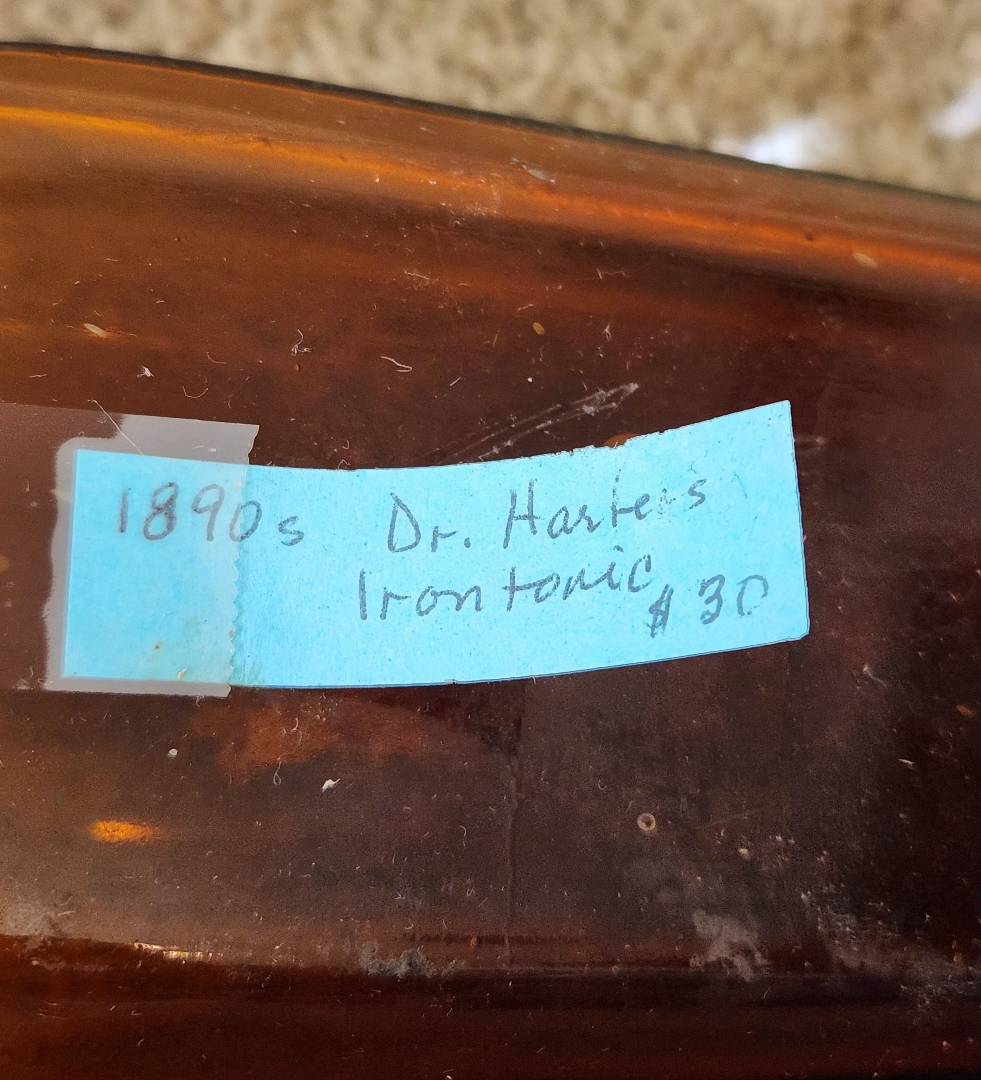 1890s Dr. Harters
Iron tonic
$30